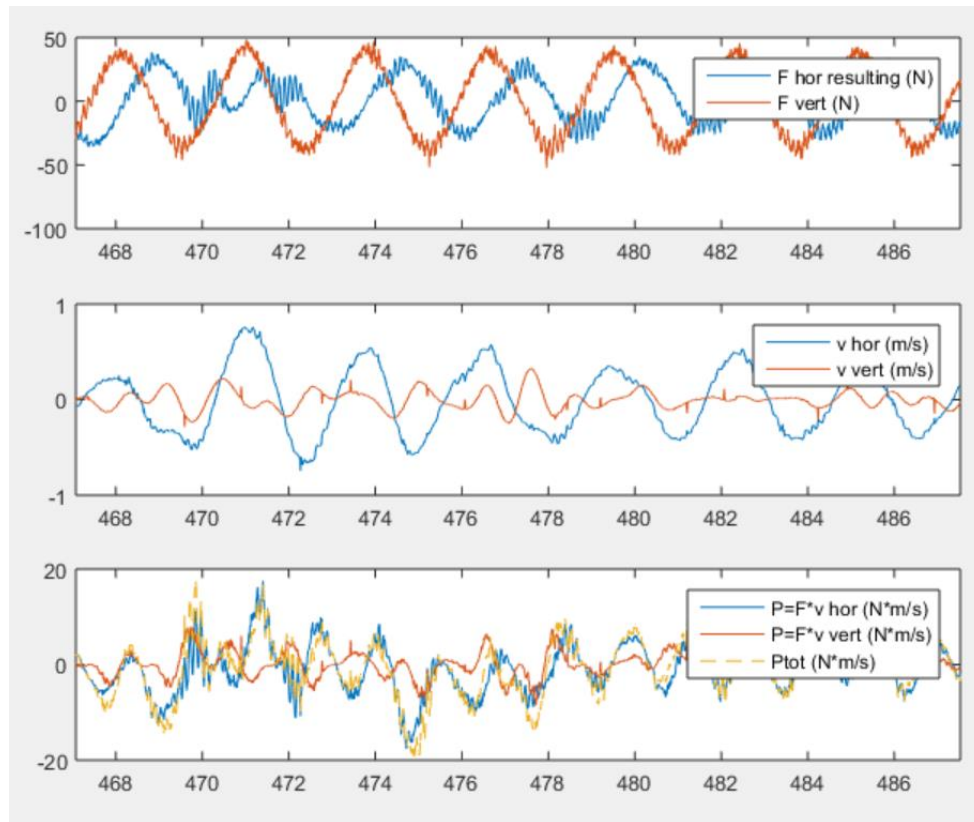 50
0
-50
-100
468 470 472 474 476 478 480 482 484 486
F hor resulting (N)
F vert (N)
1
0
-1
468 470 472 474 476 478 480 482 484 486
v hor (m/s)
v vert (m/s)
20
0
-20
468 470 472 474 476 478 480 482 484 486
P=F*v hor (N*m/s)
P=F*v vert (N*m/s)
Ptot (N*m/s)